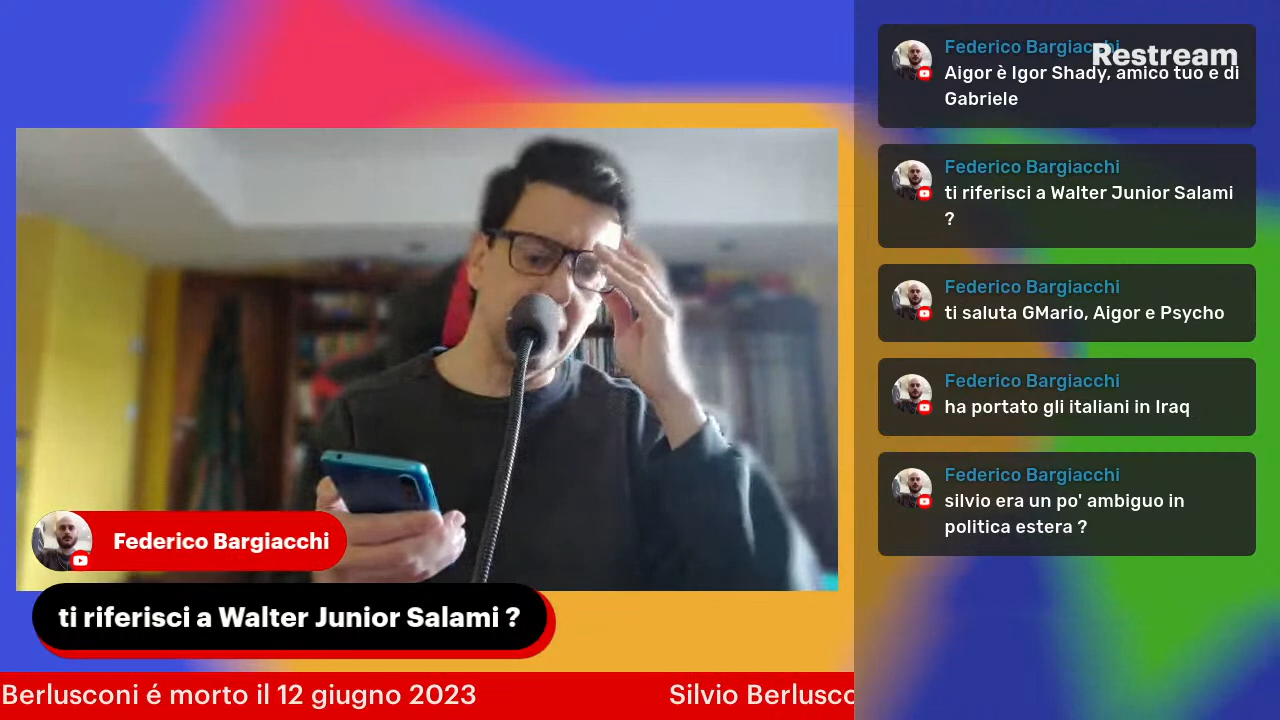 Federico Bargiacchi
Restream
Aigor è Igor Shady, amico tuo e di
Gabriele
Federico Bargiacchi
ti riferisci a Walter Junior Salami
?
Federico Bargiacchi
ti saluta GMario, Aigor e Psycho
Federico Bargiacchi
ha portato gli italiani in Iraq
Federico Bargiacchi
silvio era un po' ambiguo in
politica estera ?
Federico Bargiacchi
ti riferisci a Walter Junior Salami ?
Berlusconi é morto il 12 giugno 2023
Silvio Berlusco